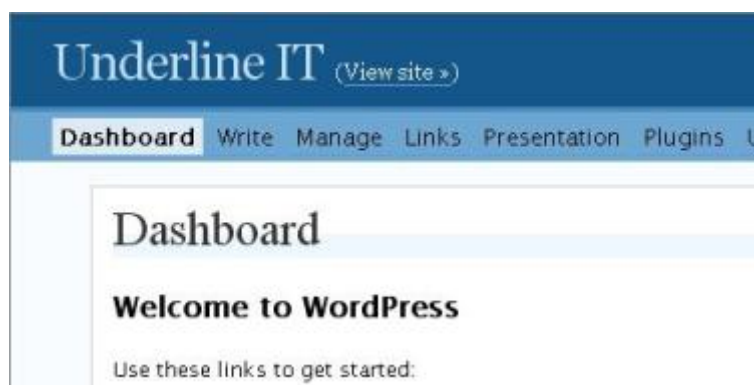 Underline IT (View site »)
Dashboard Write Manage Links Presentation Plugins
Dashboard
Welcome to WordPress
Use these links to get started: